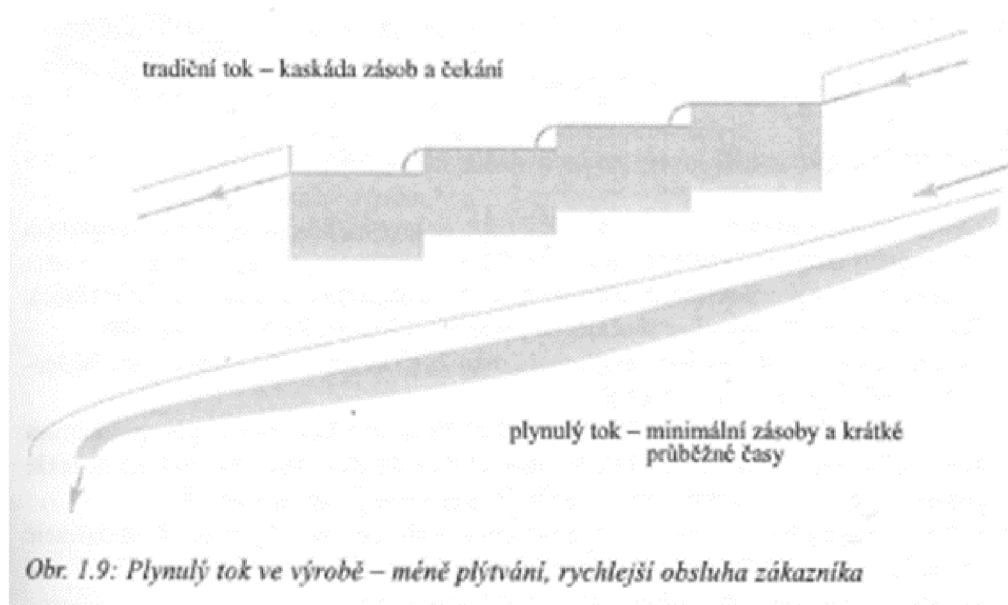 tradiční tok – kaskáda zásob a čekání
plynulý tok – minimální zásoby a krátké
průběžné časy
Obr. 1.9: Plynulý tok ve výrobě – méně plýtvání, rychlejší obsluha zákazníka